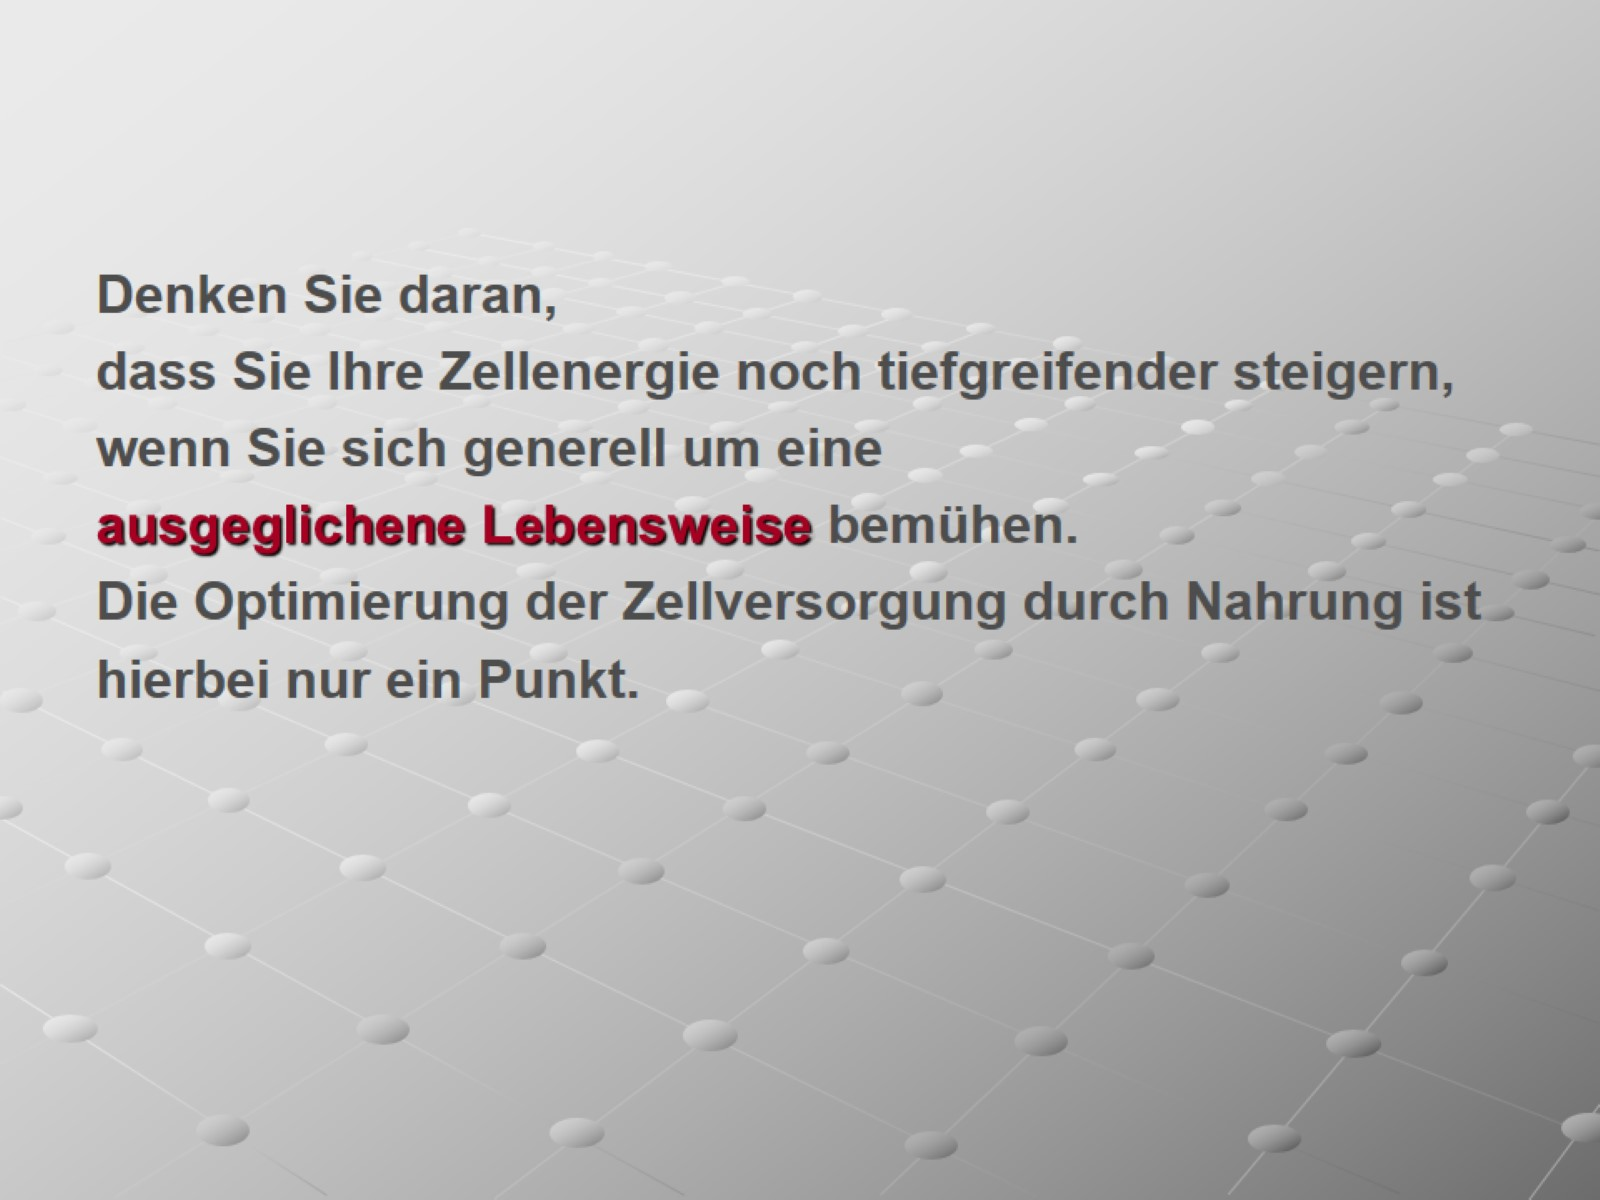 Denken Sie daran,
dass Sie Ihre Zellenergie noch tiefgreifender steigern,
wenn Sie sich generell um eine
ausgeglichene Lebensweise bemühen.
Die Optimierung der Zellversorgung durch Nahrung ist
hierbei nur ein Punkt.